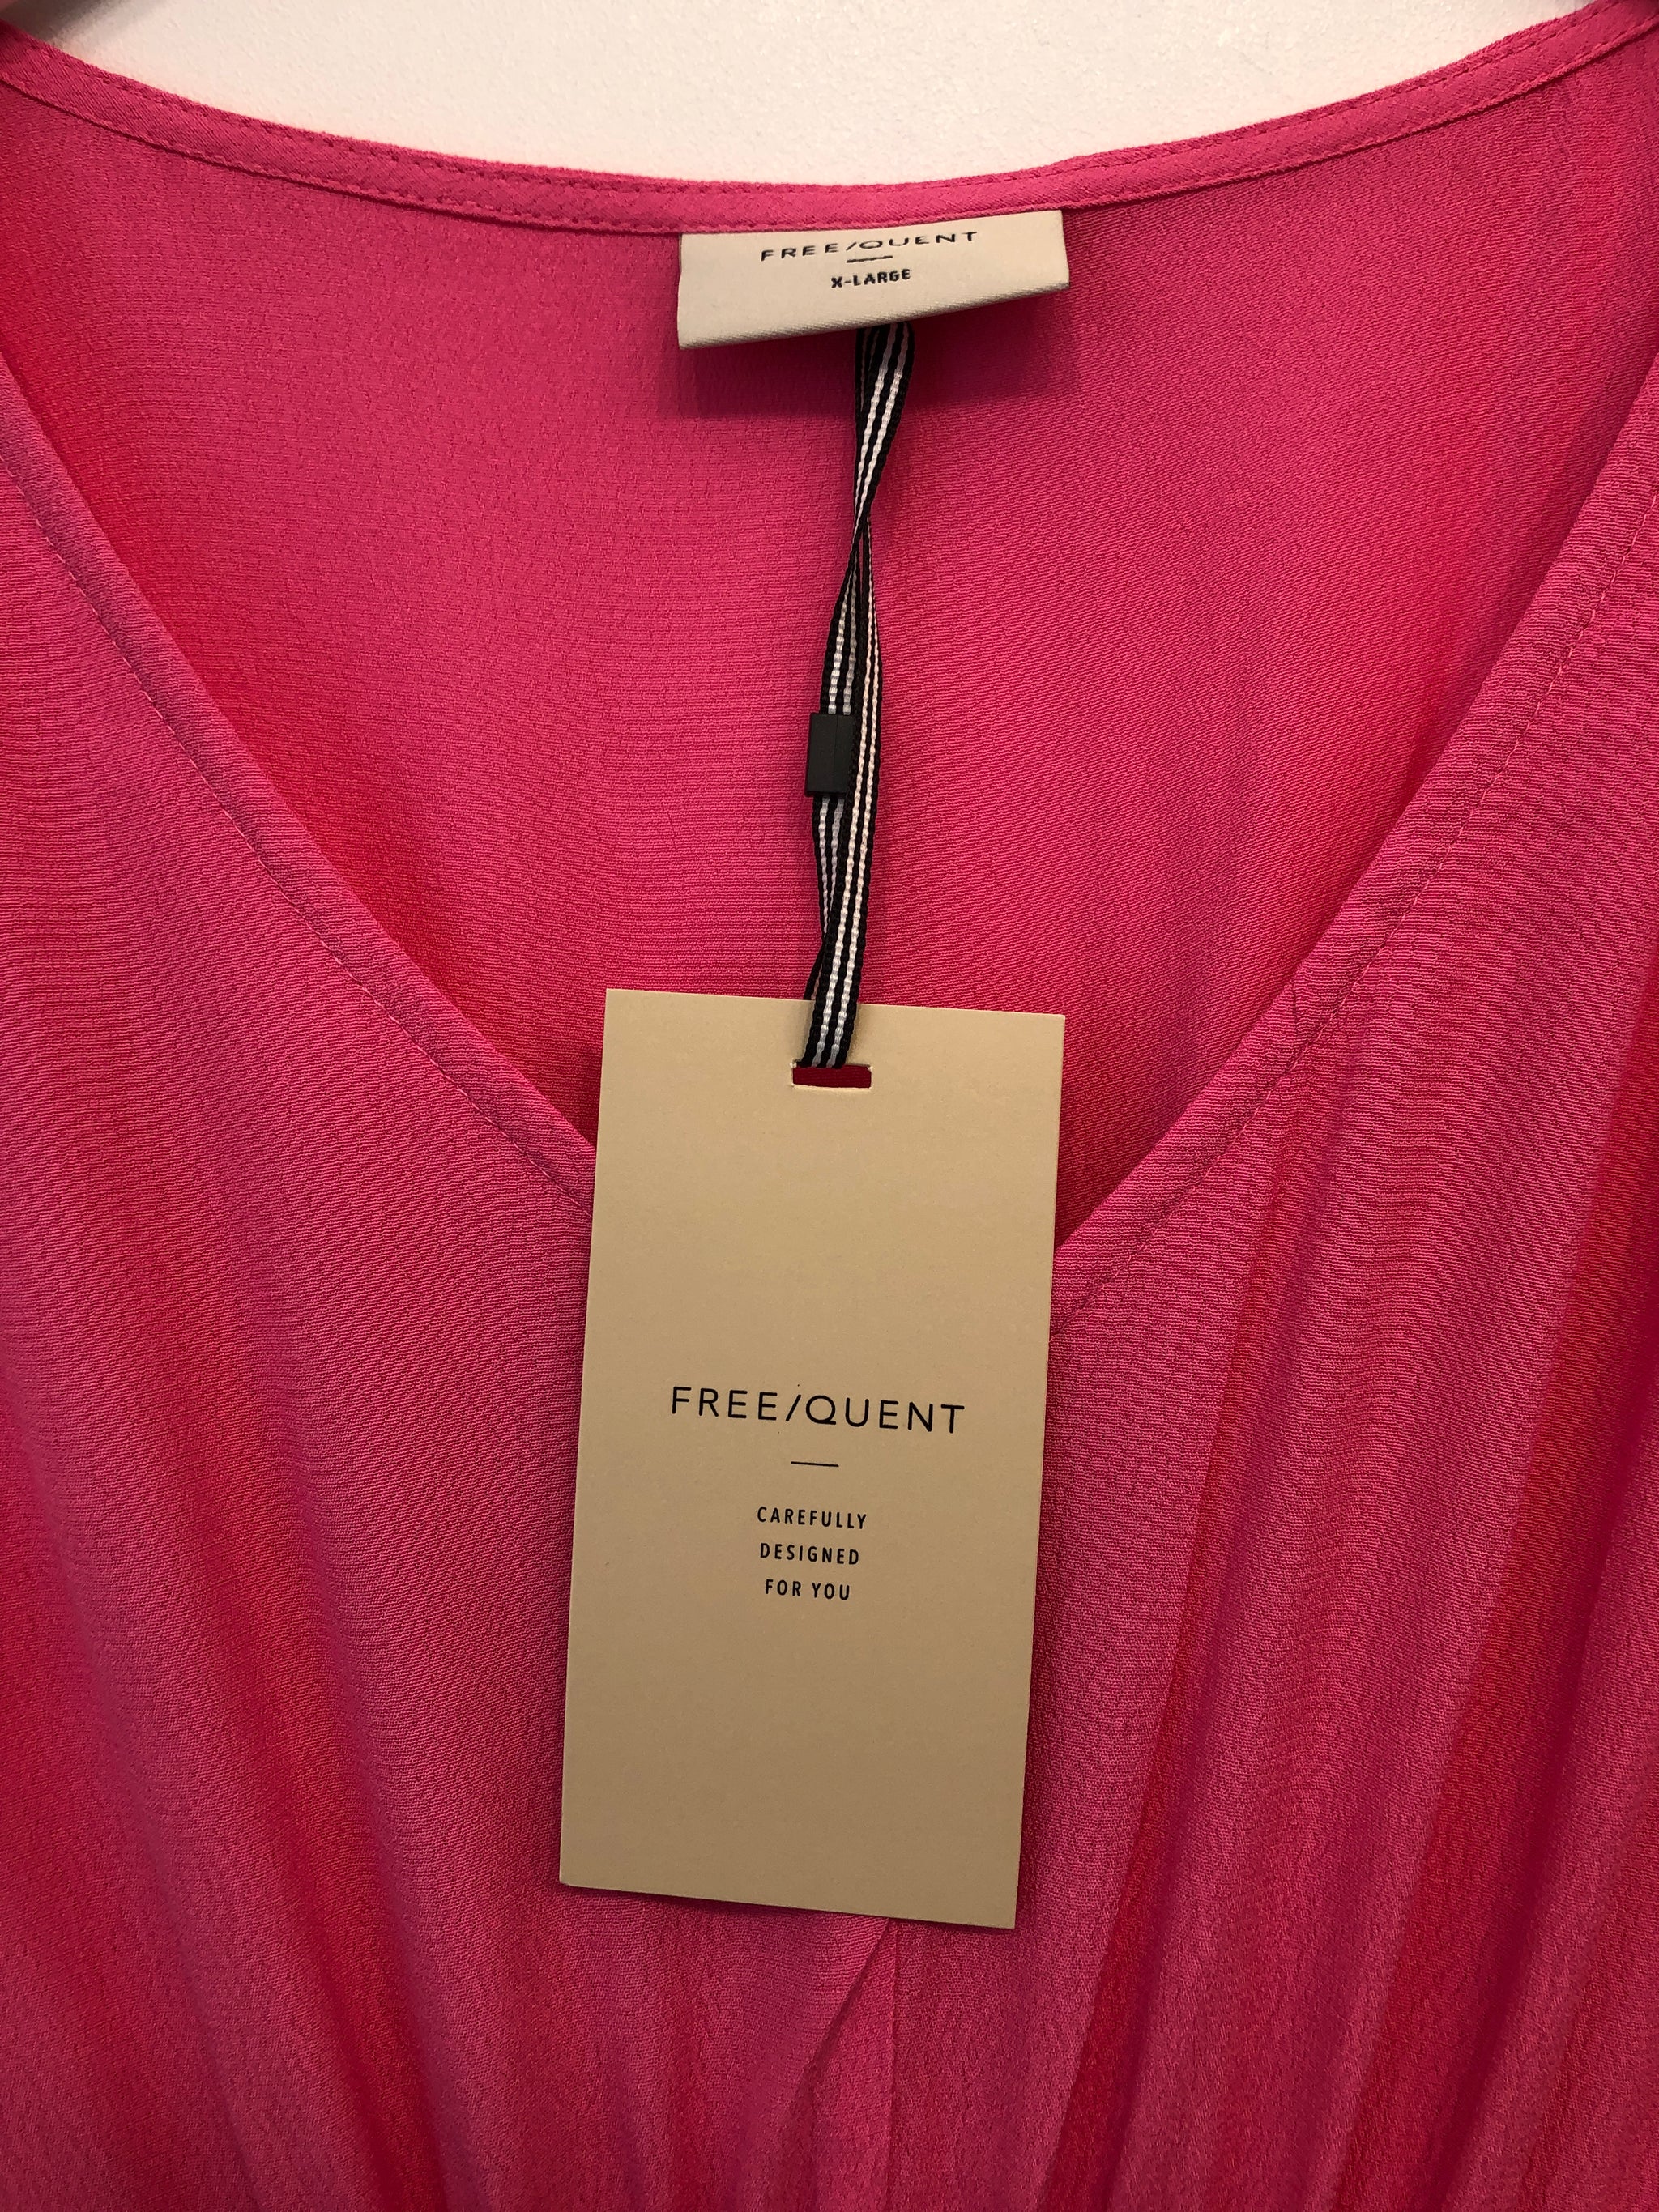 FREE/QUENT
X-LARGE
FREE/QUENT
CAREFULLY
DESIGNED
FOR YOU